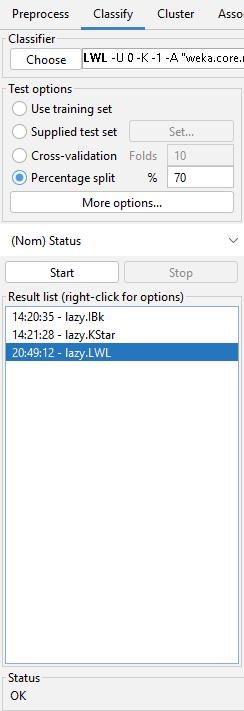 Preprocess Classify Cluster Asso
Classifier
Choose LWL -U 0 -K -1 -A "weka.core.
Test options
Use training set
Supplied test set Set...
Cross-validation Folds 10
Percentage split % 70
More options...
(Nom) Status
Start Stop
Result list (right-click for options)
14:20:35 - lazy.IBk
14:21:28 - lazy.KStar
20:49:12 - lazy.LWL
Status
OK